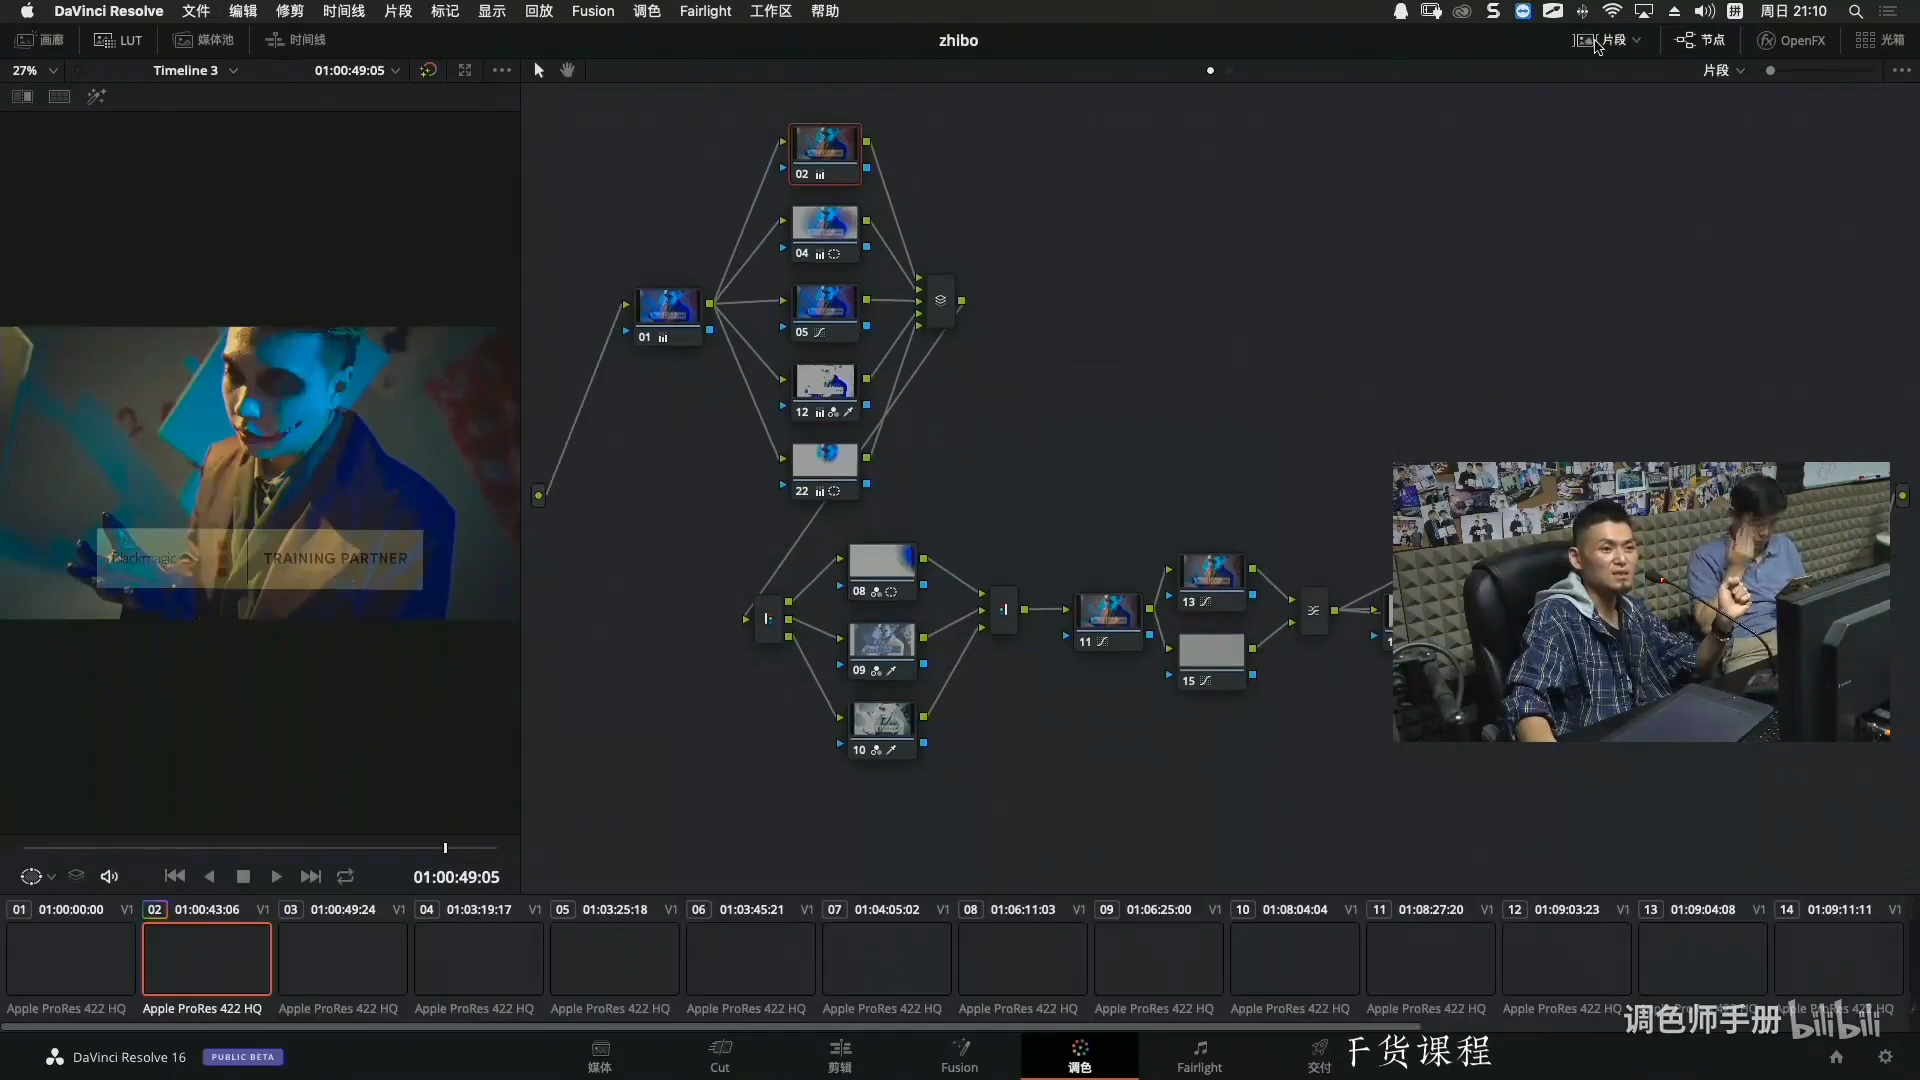 DaVinci Resolve 文件 编辑 修剪 时间线 片段 标记 显示 回放 Fusion 调色 Fairlight 工作区 帮助 周日 21:10
画廊 LUT 媒体池 时间线 zhibo 片段 节点 OpenFX 光箱
27% Timeline 3 01:00:49:05 片段
02
04
05
01
12
22
08
13
09
11
15
10
Blackmagic TRAINING PARTNER
01:00:49:05
01 01:00:00:00 V1 02 01:00:43:06 V1 03 01:00:49:24 V1 04 01:03:19:17 V1 05 01:03:25:18 V1 06 01:03:45:21 V1 07 01:04:05:02 V1 08 01:06:11:03 V1 09 01:06:25:00 V1 10 01:08:04:04 V1 11 01:08:27:20 V1 12 01:09:03:23 V1 13 01:09:04:08 V1 14 01:09:11:11 V1
Apple ProRes 422 HQ Apple ProRes 422 HQ Apple ProRes 422 HQ Apple ProRes 422 HQ Apple ProRes 422 HQ Apple ProRes 422 HQ Apple ProRes 422 HQ Apple ProRes 422 HQ Apple ProRes 422 HQ Apple ProRes 422 HQ Apple ProRes 422 HQ Apple ProRes 422 HQ Apple ProRes 422 HQ Apple ProRes 422 HQ
调色师手册 bilibili
DaVinci Resolve 16 PUBLIC BETA 媒体 Cut 剪辑 Fusion 调色 Fairlight 交付 干货课程